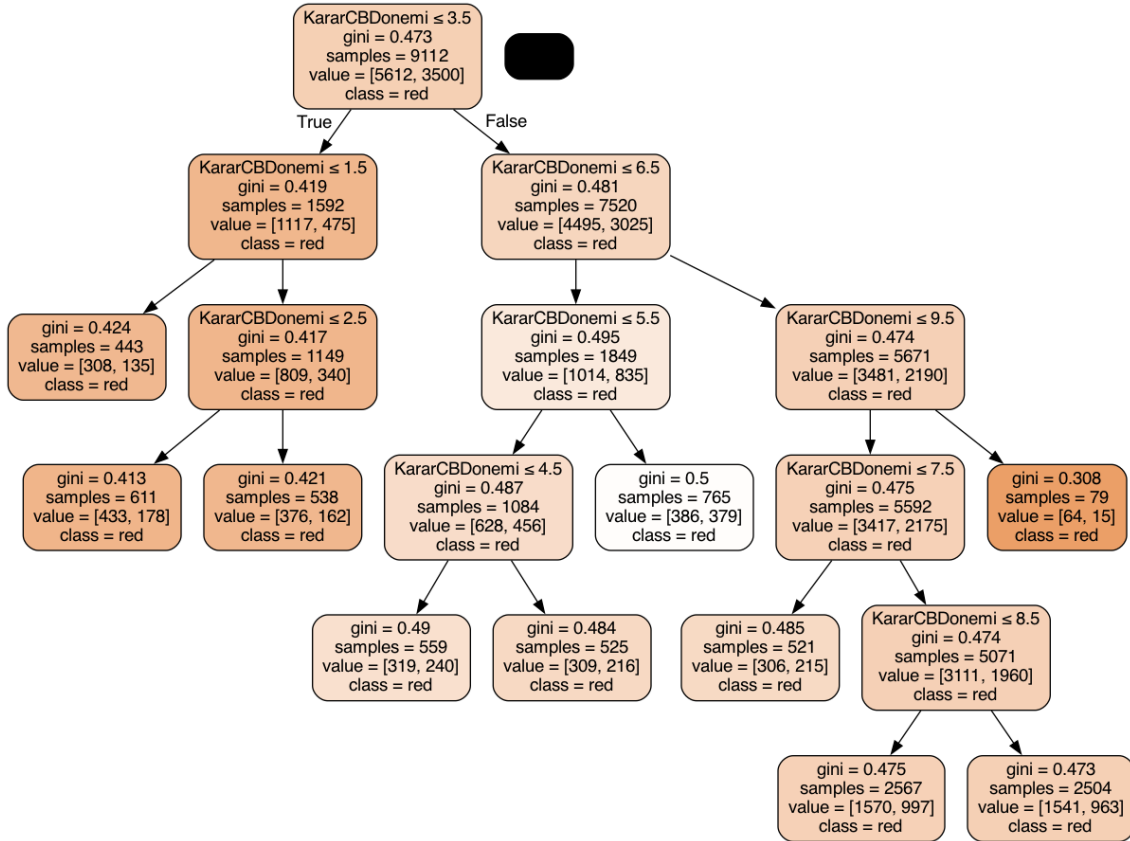 KararCBDonemi ≤ 3.5
gini = 0.473
samples = 9112
value = [5612, 3500]
class = red
True
False
KararCBDonemi ≤ 1.5
gini = 0.419
samples = 1592
value = [1117, 475]
class = red
KararCBDonemi ≤ 6.5
gini = 0.481
samples = 7520
value = [4495, 3025]
class = red
gini = 0.424
samples = 443
value = [308, 135]
class = red
KararCBDonemi ≤ 2.5
gini = 0.417
samples = 1149
value = [809, 340]
class = red
KararCBDonemi ≤ 5.5
gini = 0.495
samples = 1849
value = [1014, 835]
class = red
KararCBDonemi ≤ 9.5
gini = 0.474
samples = 5671
value = [3481, 2190]
class = red
gini = 0.413
samples = 611
value = [433, 178]
class = red
gini = 0.421
samples = 538
value = [376, 162]
class = red
KararCBDonemi ≤ 4.5
gini = 0.487
samples = 1084
value = [628, 456]
class = red
gini = 0.5
samples = 765
value = [386, 379]
class = red
KararCBDonemi ≤ 7.5
gini = 0.475
samples = 5592
value = [3417, 2175]
class = red
gini = 0.308
samples = 79
value = [64, 15]
class = red
gini = 0.49
samples = 559
value = [319, 240]
class = red
gini = 0.484
samples = 525
value = [309, 216]
class = red
gini = 0.485
samples = 521
value = [306, 215]
class = red
KararCBDonemi ≤ 8.5
gini = 0.474
samples = 5071
value = [3111, 1960]
class = red
gini = 0.475
samples = 2567
value = [1570, 997]
class = red
gini = 0.473
samples = 2504
value = [1541, 963]
class = red